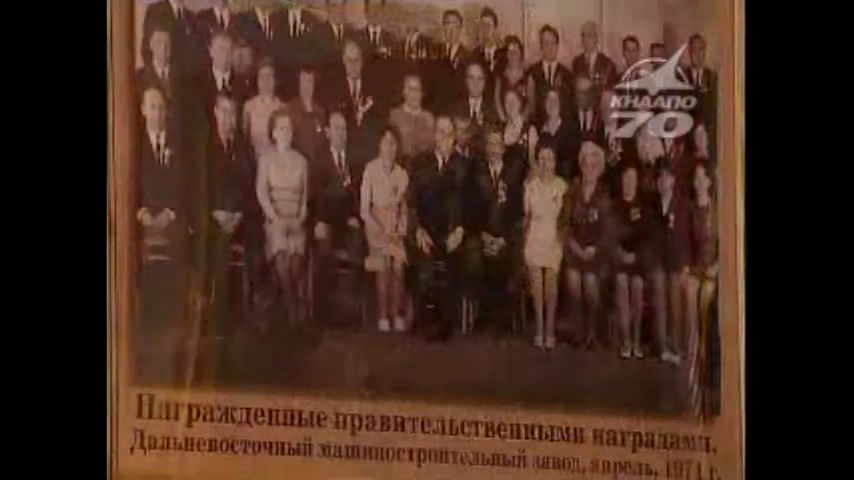 КНААПО
70
Награжденные правительственными наградами.
Дальневосточный машиностроительный завод, апрель, 1971 г.